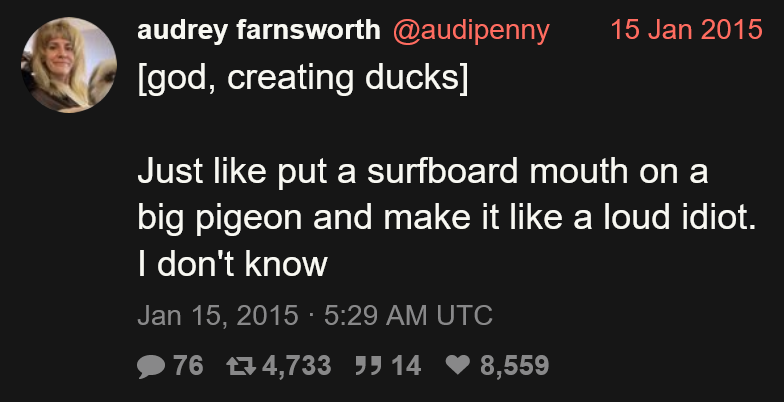 audrey farnsworth @audipenny 15 Jan 2015
[god, creating ducks]
Just like put a surfboard mouth on a
big pigeon and make it like a loud idiot.
I don't know
Jan 15, 2015 · 5:29 AM UTC
76 4,733 14 8,559